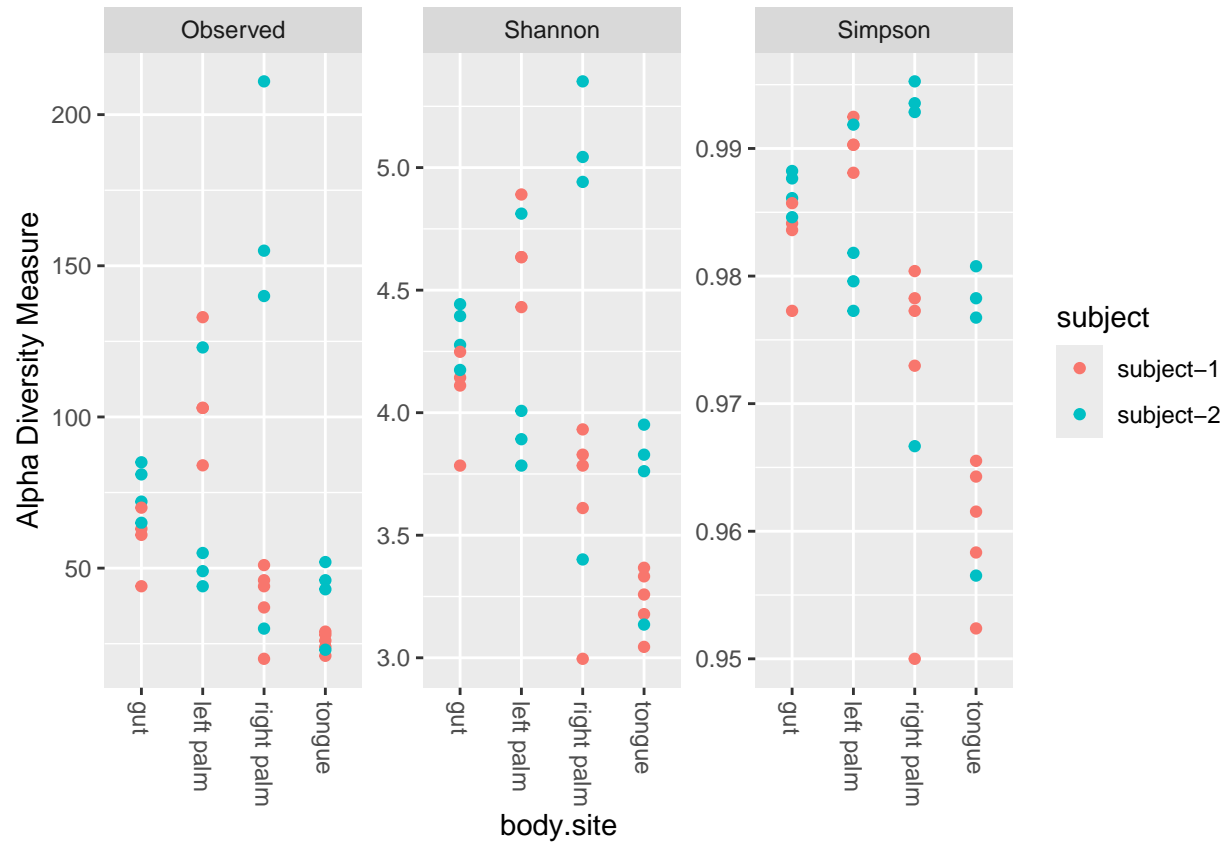 Observed
Shannon
Simpson
Alpha Diversity Measure
200
150
100
50
5.0
4.5
4.0
3.5
3.0
0.99
0.98
0.97
0.96
0.95
gut
left palm
right palm
tongue
gut
left palm
right palm
tongue
gut
left palm
right palm
tongue
body.site
subject
subject−1
subject−2